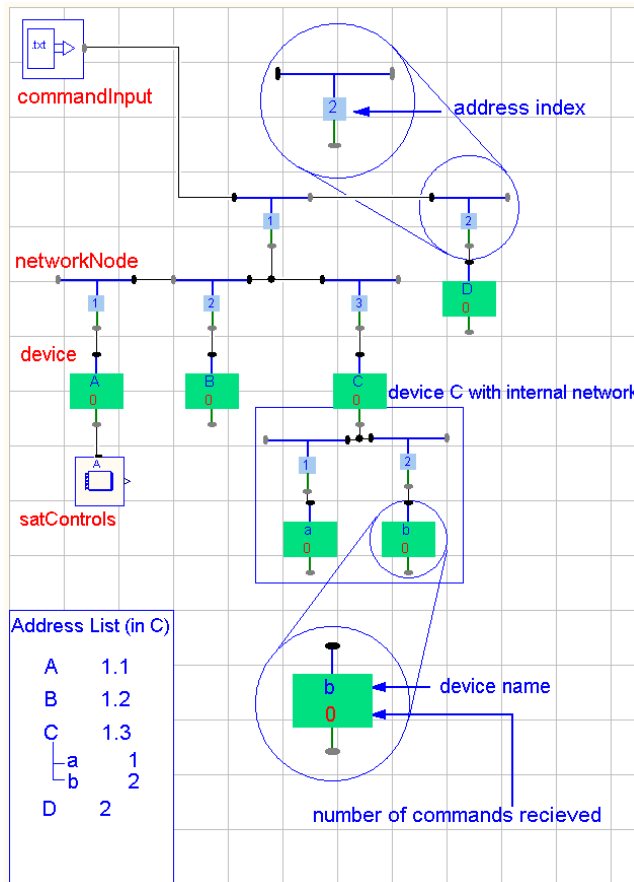 .txt
commandInput
2
address index
1
2
networkNode
1
2
3
D
0
device
A
0
B
0
C
0
device C with internal network
A
satControls
1
2
a
0
b
0
Address List (in C)
A 1.1
B 1.2
C 1.3
a 1
b 2
D 2
b
0
device name
number of commands recieved